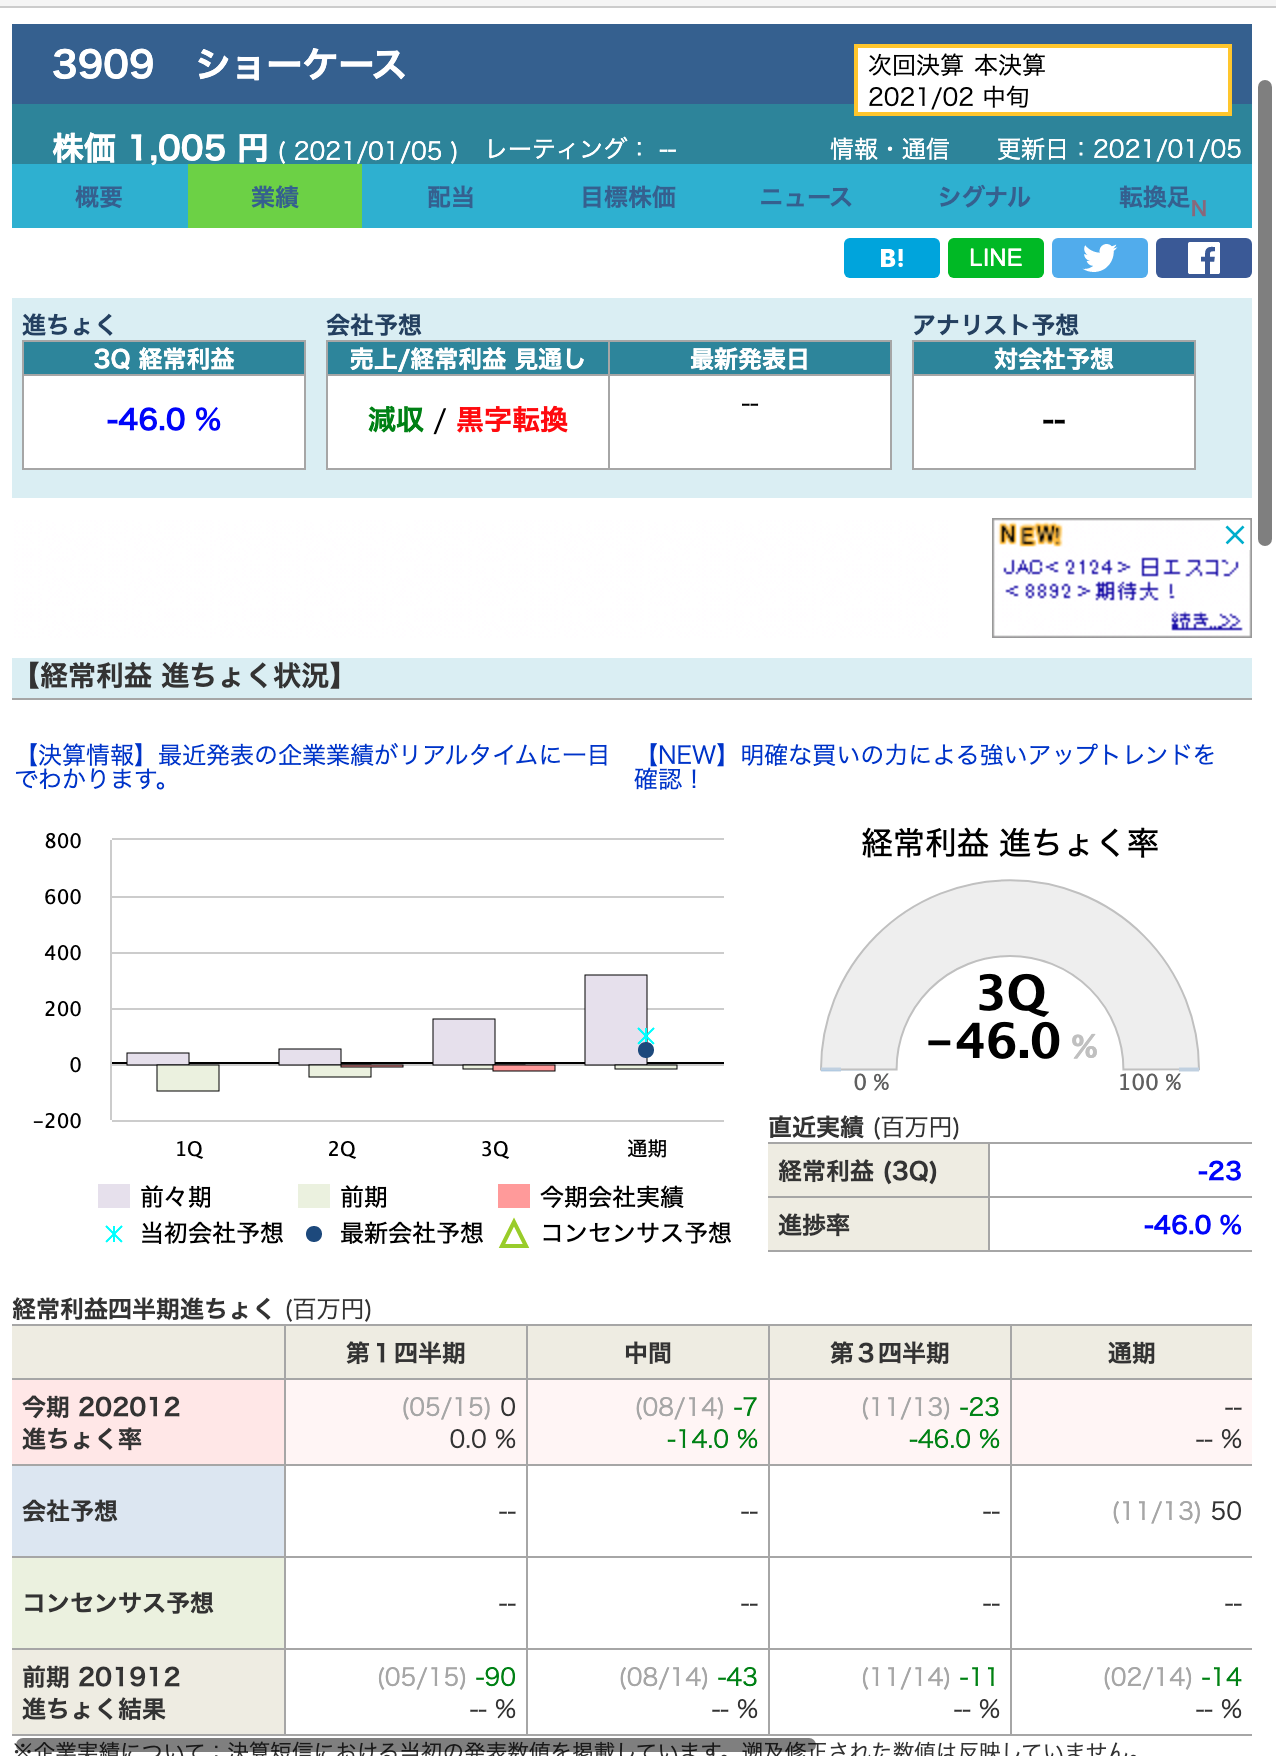 3909 ショーケース
次回決算 本決算
2021/02 中旬
株価 1,005 円 ( 2021/01/05 ) レーティング： -- 情報・通信 更新日：2021/01/05
概要 業績 配当 目標株価 ニュース シグナル 転換足N
B! LINE
進ちょく 会社予想 アナリスト予想
3Q 経常利益 売上/経常利益 見通し 最新発表日 対会社予想
-46.0 % 減収 / 黒字転換 -- --
NEW!
JAC<2124> 日エスコン
<8892>期待大！
続き..>>
【経常利益 進ちょく状況】
【決算情報】最近発表の企業業績がリアルタイムに一目
でわかります。
【NEW】明確な買いの力による強いアップトレンドを
確認！
800
600
400
200
0
-200
1Q 2Q 3Q 通期
前々期 前期 今期会社実績
当初会社予想 最新会社予想 コンセンサス予想
経常利益 進ちょく率
3Q
-46.0 %
0 % 100 %
直近実績 (百万円)
経常利益 (3Q) -23
進捗率 -46.0 %
経常利益四半期進ちょく (百万円)
第１四半期 中間 第３四半期 通期
今期 202012 (05/15) 0 (08/14) -7 (11/13) -23 --
進ちょく率 0.0 % -14.0 % -46.0 % -- %
会社予想 -- -- -- (11/13) 50
コンセンサス予想 -- -- -- --
前期 201912 (05/15) -90 (08/14) -43 (11/14) -11 (02/14) -14
進ちょく結果 -- % -- % -- % -- %
※企業実績について：決算短信における当初の発表数値を掲載しています。遡及修正された数値は反映していません。